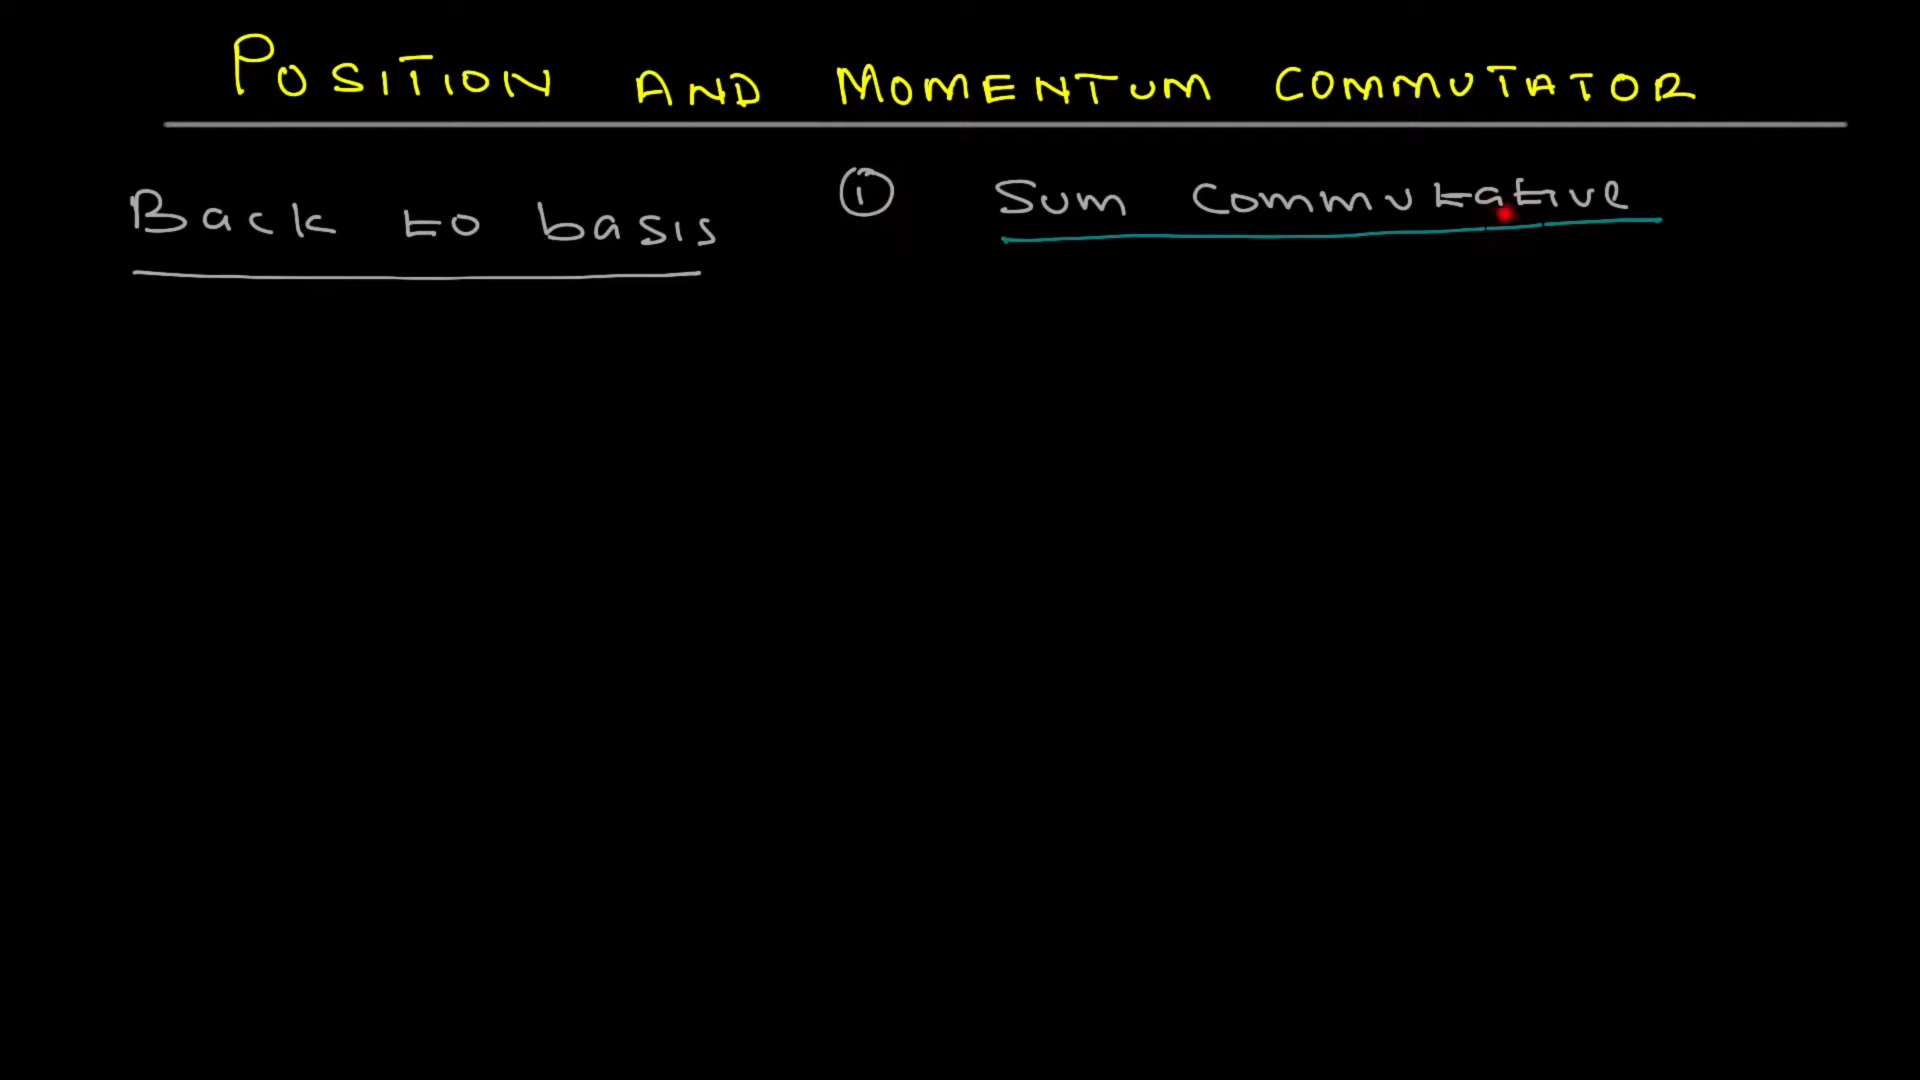 POSITION AND MOMENTUM COMMUTATOR
Back to basis
① Sum Commutative